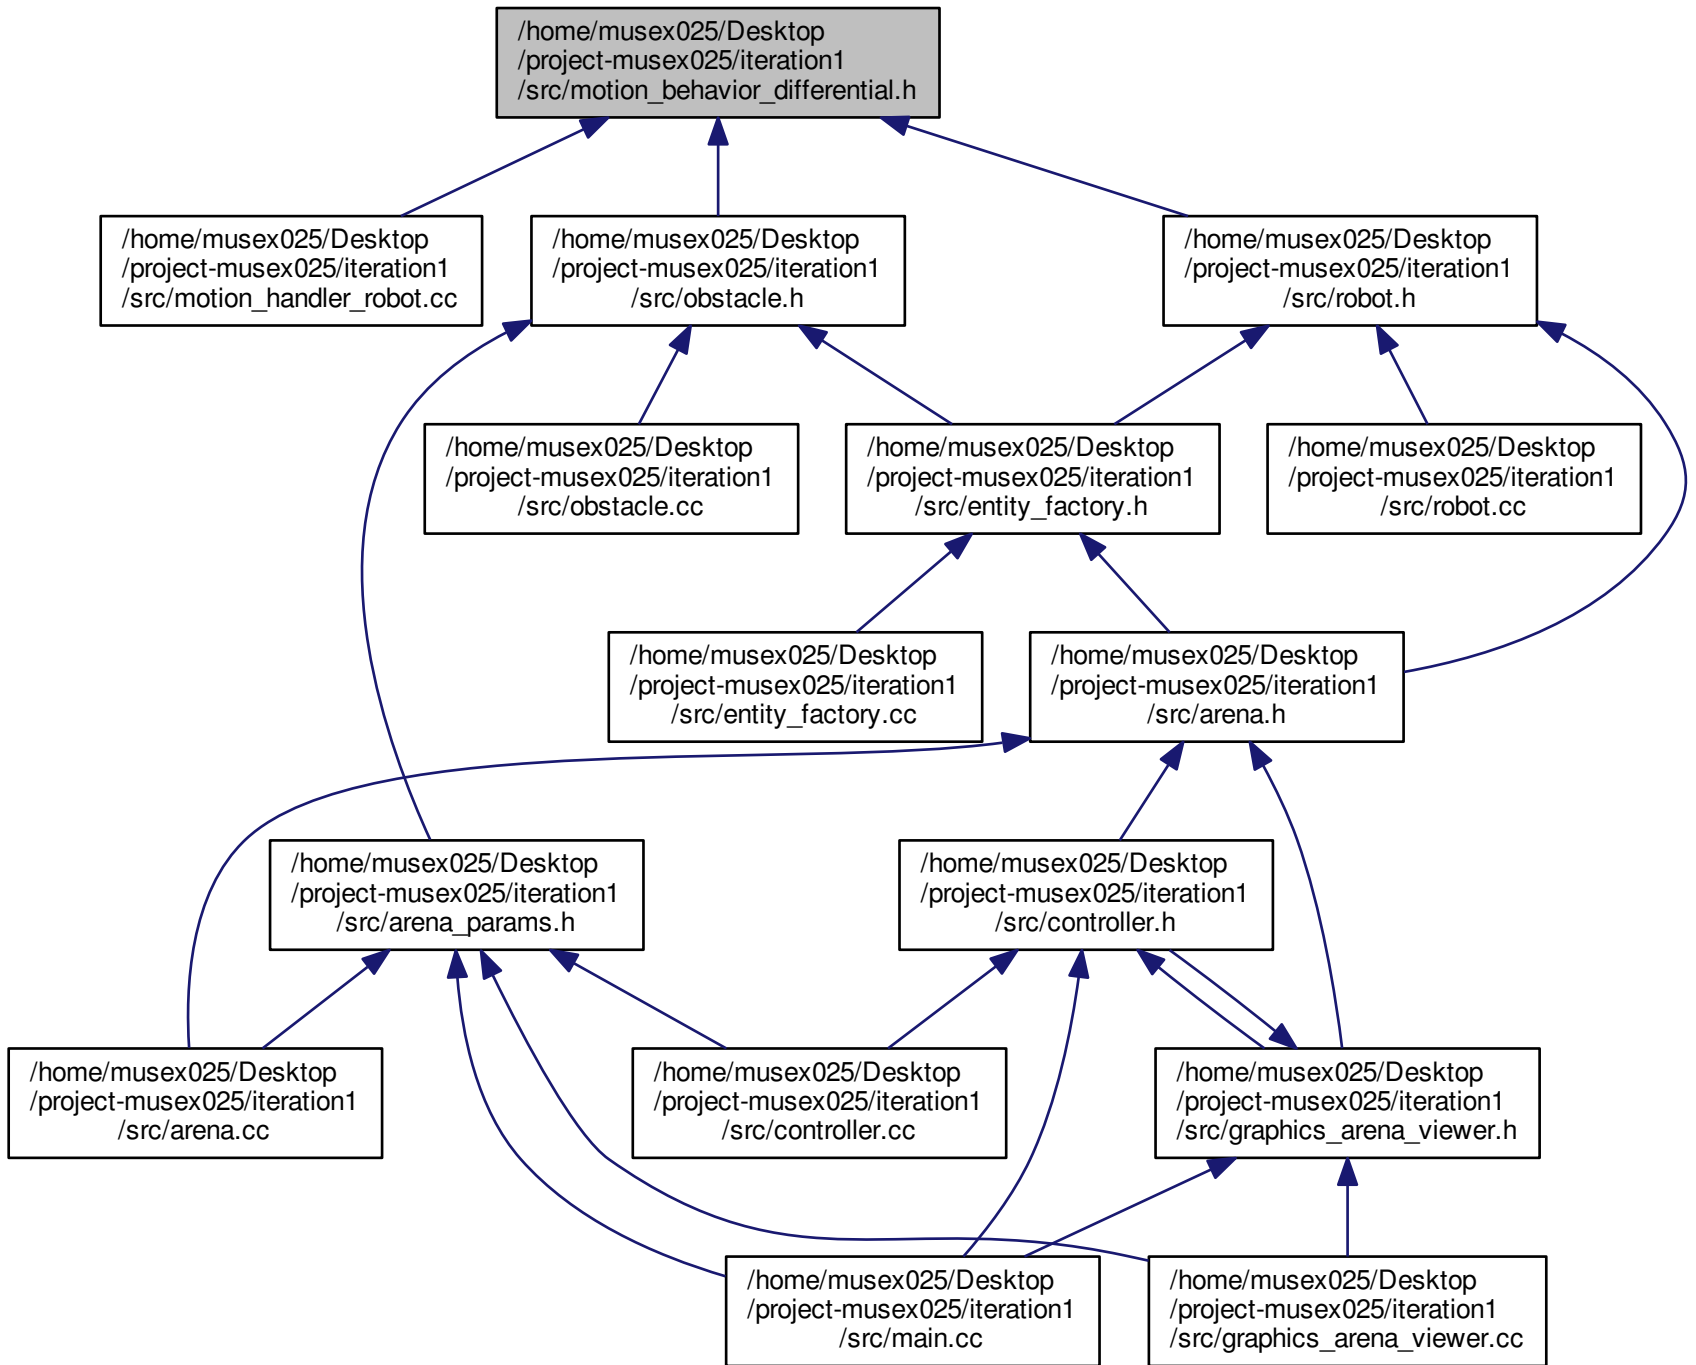 /home/musex025/Desktop
/project-musex025/iteration1
/src/motion_behavior_differential.h
/home/musex025/Desktop
/project-musex025/iteration1
/src/motion_handler_robot.cc
/home/musex025/Desktop
/project-musex025/iteration1
/src/obstacle.h
/home/musex025/Desktop
/project-musex025/iteration1
/src/robot.h
/home/musex025/Desktop
/project-musex025/iteration1
/src/obstacle.cc
/home/musex025/Desktop
/project-musex025/iteration1
/src/entity_factory.h
/home/musex025/Desktop
/project-musex025/iteration1
/src/robot.cc
/home/musex025/Desktop
/project-musex025/iteration1
/src/entity_factory.cc
/home/musex025/Desktop
/project-musex025/iteration1
/src/arena.h
/home/musex025/Desktop
/project-musex025/iteration1
/src/arena_params.h
/home/musex025/Desktop
/project-musex025/iteration1
/src/controller.h
/home/musex025/Desktop
/project-musex025/iteration1
/src/arena.cc
/home/musex025/Desktop
/project-musex025/iteration1
/src/controller.cc
/home/musex025/Desktop
/project-musex025/iteration1
/src/graphics_arena_viewer.h
/home/musex025/Desktop
/project-musex025/iteration1
/src/main.cc
/home/musex025/Desktop
/project-musex025/iteration1
/src/graphics_arena_viewer.cc